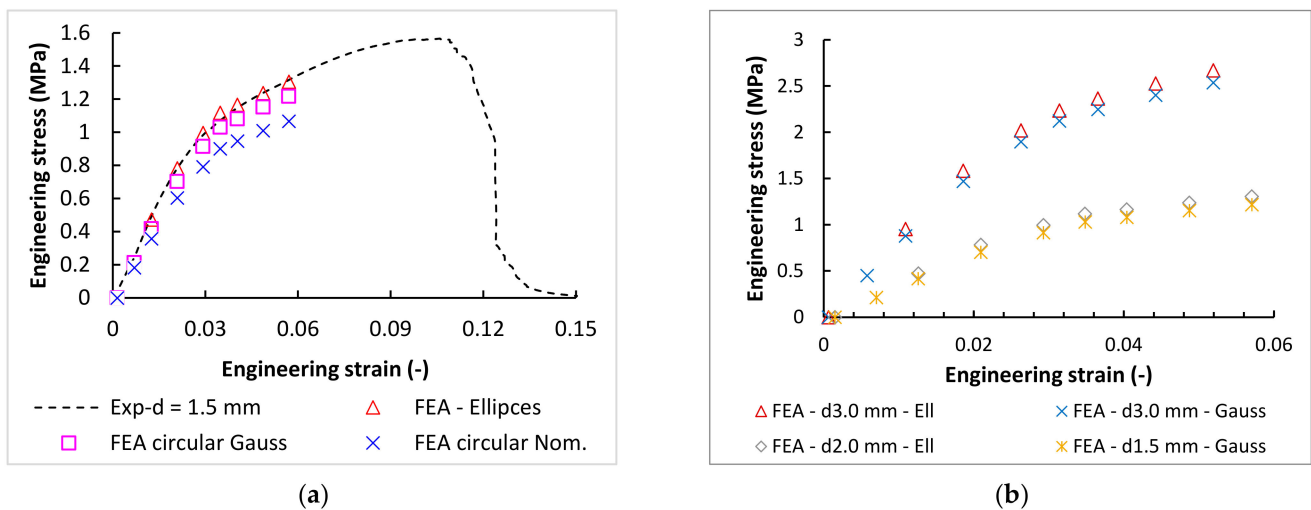 1.6
1.4
1.2
1
0.8
0.6
0.4
0.2
0
0 0.03 0.06 0.09 0.12 0.15
Engineering stress (MPa)
Engineering strain (-)
Exp-d = 1.5 mm
FEA - Ellipces
FEA circular Gauss
FEA circular Nom.
(a)
3
2.5
2
1.5
1
0.5
0
0 0.02 0.04 0.06
Engineering stress (MPa)
Engineering strain (-)
FEA - d3.0 mm - Ell
FEA - d3.0 mm - Gauss
FEA - d2.0 mm - Ell
FEA - d1.5 mm - Gauss
(b)